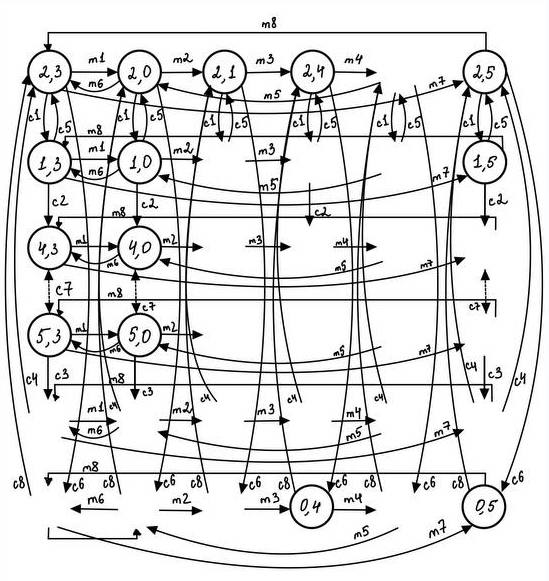 m8
m1 m2 m3 m4
2,3 2,0 2,1 2,4 2,5
m6 m5 m7
c1 c5 c1 c5 c1 c5 c1 c5 c1 c5 c1 c5
m8
m1 m2 m3
1,3 1,0 1,5
m6 m5 m7
c2 c2 c2 c2
m8
m1 m2 m3 m4
4,3 4,0
m6 m5 m7
c7 c7 c7
m8
m1 m2
5,3 5,0
m6 m5 m7
c4 c3 m8 c3 c4 c3 c4
c4 c4 c4 c4
m1 m2 m3 m4
m6 m5 m7
m8
c8 c6 c8 c6 c8 c6 c8 c6 c8 c6 c8 c6
m6 m2 m3 0,4 m4 0,5
m5 m7